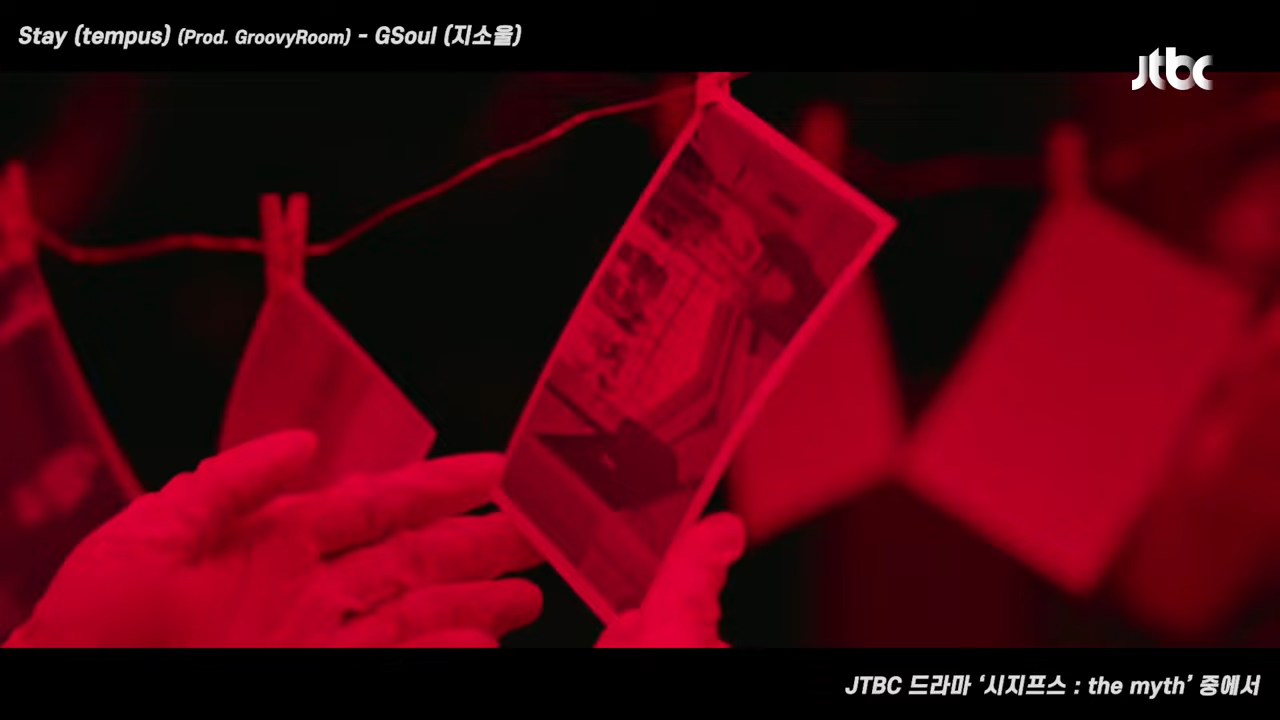 Stay (tempus) (Prod. GroovyRoom) - GSoul (지소울)
Jtbc
JTBC 드라마 ‘시지프스 : the myth’ 중에서